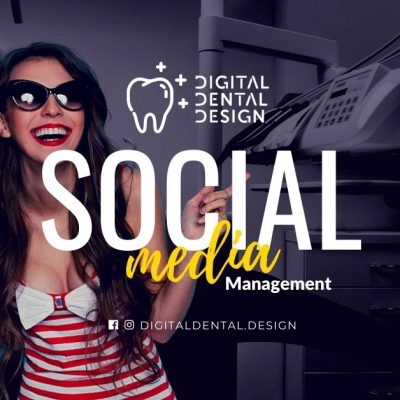 DIGITAL
DENTAL
DESIGN
SOCIAL
media
Management
DIGITALDENTAL.DESIGN